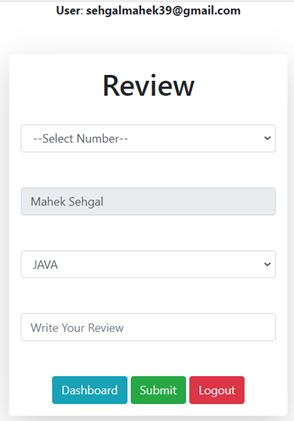 User: sehgalmahek39@gmail.com
Review
--Select Number--
Mahek Sehgal
JAVA
Write Your Review
Dashboard Submit Logout